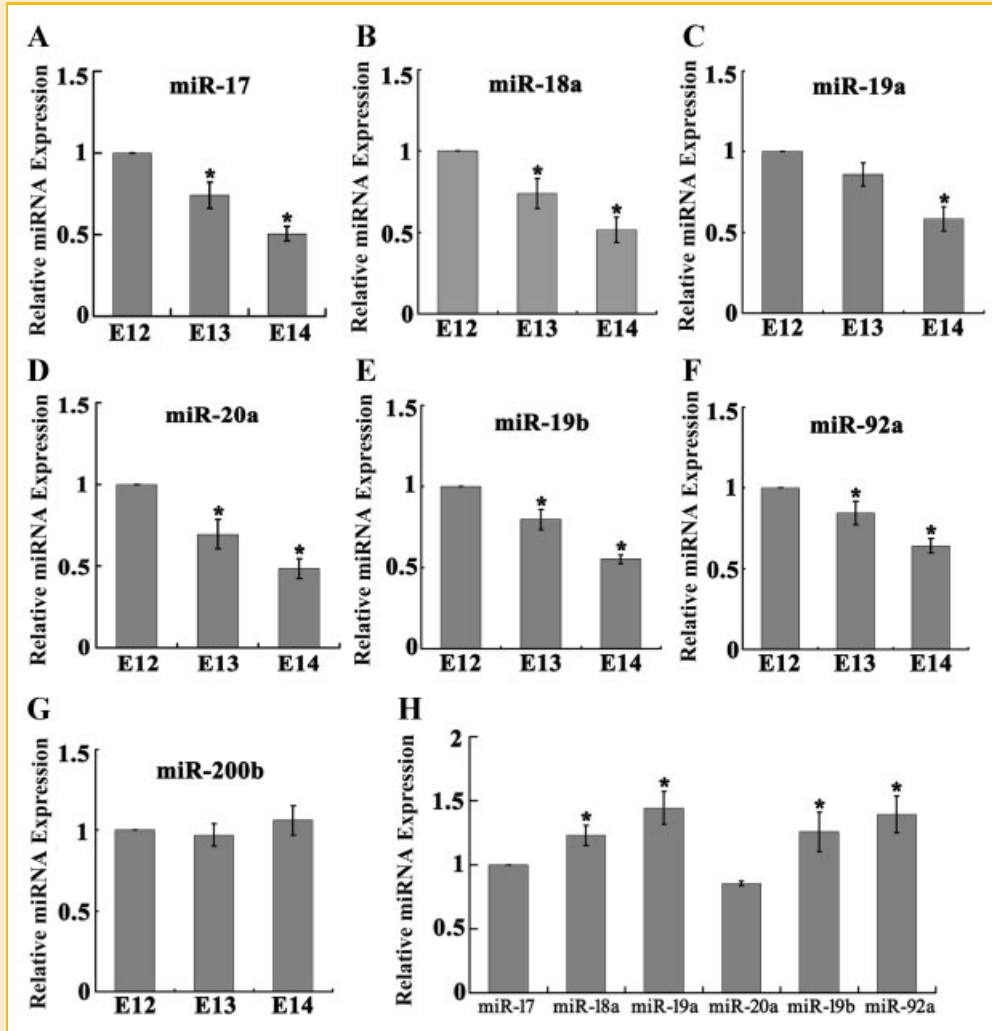 A
miR-17
Relative miRNA Expression
1.5
1
0.5
0
*
*
E12 E13 E14
B
miR-18a
Relative miRNA Expression
1.5
1
0.5
0
*
*
E12 E13 E14
C
miR-19a
Relative miRNA Expression
1.5
1
0.5
0
*
E12 E13 E14
D
miR-20a
Relative miRNA Expression
1.5
1
0.5
0
*
*
E12 E13 E14
E
miR-19b
Relative miRNA Expression
1.5
1
0.5
0
*
*
E12 E13 E14
F
miR-92a
Relative miRNA Expression
1.5
1
0.5
0
*
*
E12 E13 E14
G
miR-200b
Relative miRNA Expression
1.5
1
0.5
0
E12 E13 E14
H
Relative miRNA Expression
2
1.5
1
0.5
0
*
*
*
*
miR-17 miR-18a miR-19a miR-20a miR-19b miR-92a